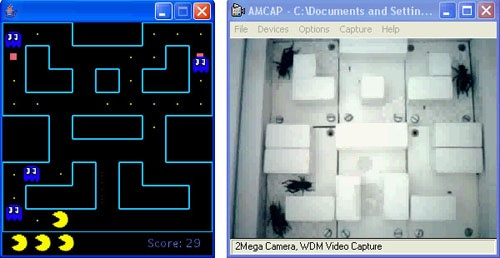 AMCAP - C:\Documents and Settin...
File Devices Options Capture Help
Score: 29
2Mega Camera, WDM Video Capture